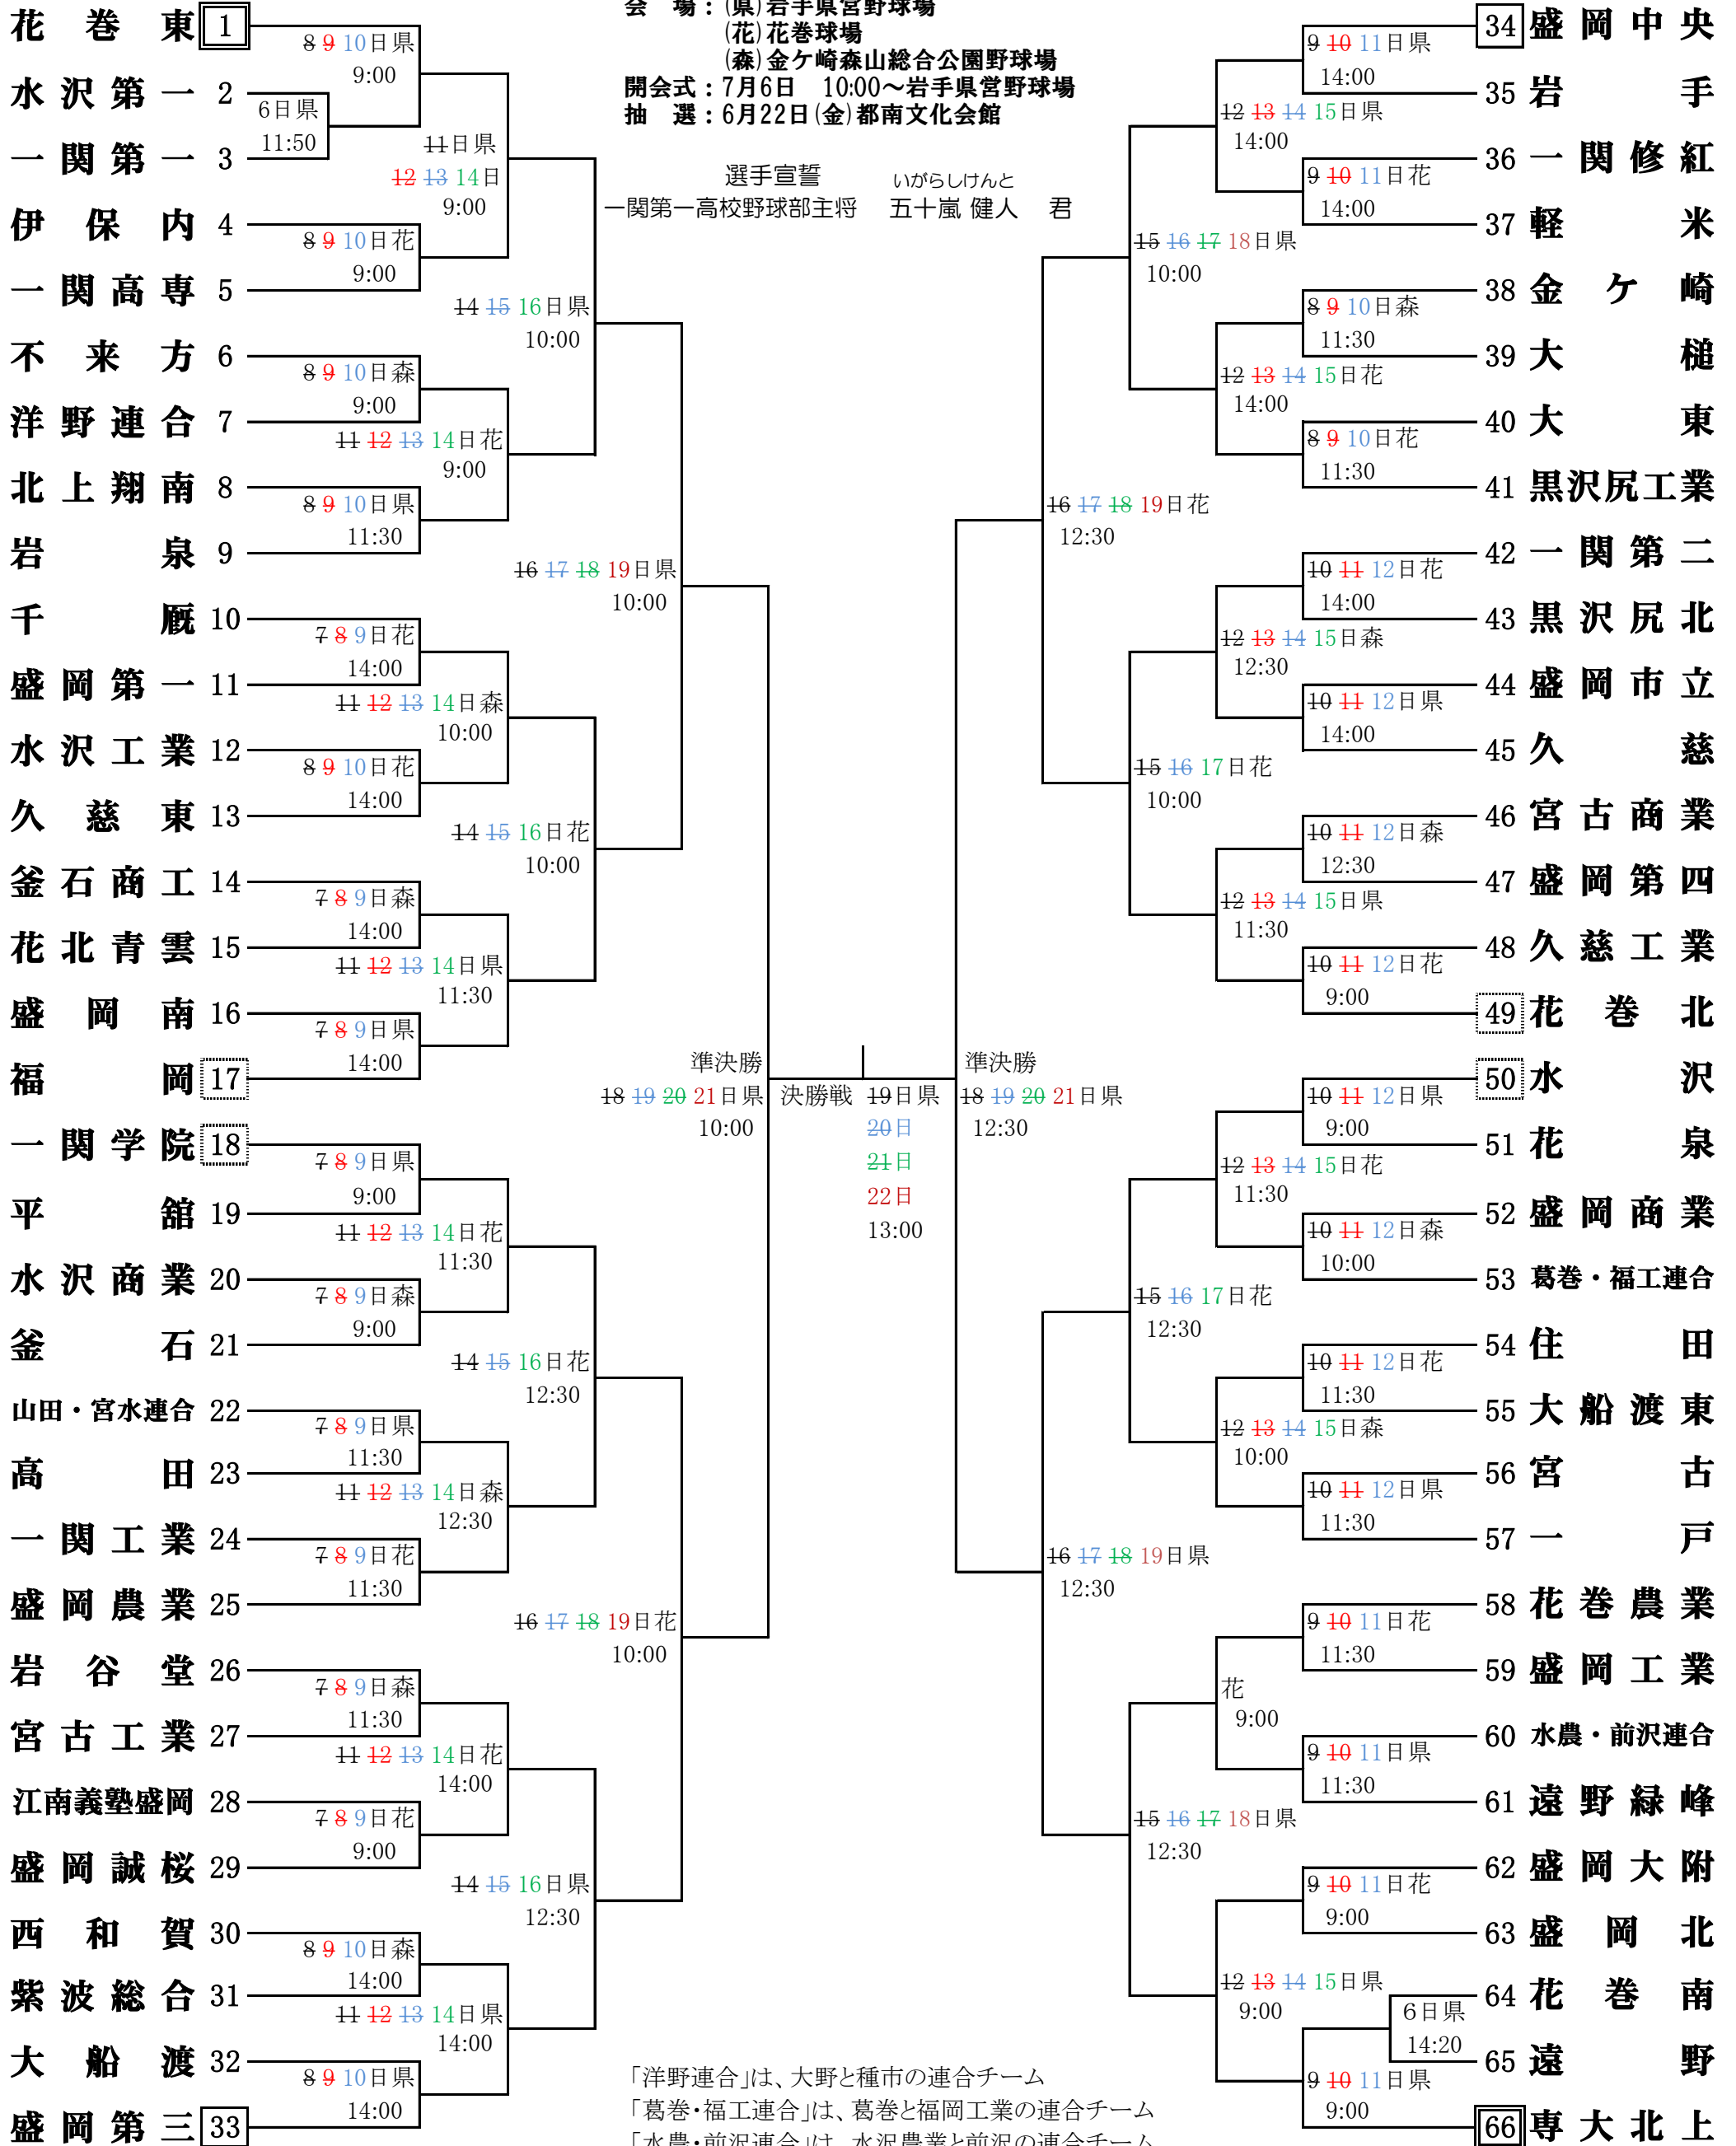 会　場：(県)岩手県営野球場
(花)花巻球場
(森)金ケ崎森山総合公園野球場
開会式：7月6日　10:00～岩手県営野球場
抽　選：6月22日(金)都南文化会館
選手宣誓　いがらしけんと
一関第一高校野球部主将　五十嵐 健人　君
花巻東 1
8 9 10日県
9:00
水沢第一 2
6日県
11:50
一関第一 3
11日県
12 13 14日
9:00
伊保内 4
8 9 10日花
9:00
一関高専 5
14 15 16日県
10:00
不来方 6
8 9 10日森
9:00
洋野連合 7
11 12 13 14日花
9:00
北上翔南 8
8 9 10日県
11:30
岩泉 9
16 17 18 19日県
10:00
千厩 10
7 8 9日花
14:00
盛岡第一 11
11 12 13 14日森
10:00
水沢工業 12
8 9 10日花
14:00
久慈東 13
14 15 16日花
10:00
釜石商工 14
7 8 9日森
14:00
花北青雲 15
11 12 13 14日県
11:30
盛岡南 16
7 8 9日県
14:00
福岡 17
準決勝
18 19 20 21日県
10:00
一関学院 18
7 8 9日県
9:00
平舘 19
11 12 13 14日花
11:30
水沢商業 20
7 8 9日森
9:00
釜石 21
14 15 16日花
12:30
山田・宮水連合 22
7 8 9日県
11:30
高田 23
11 12 13 14日森
12:30
一関工業 24
7 8 9日花
11:30
盛岡農業 25
16 17 18 19日花
10:00
岩谷堂 26
7 8 9日森
11:30
宮古工業 27
11 12 13 14日花
14:00
江南義塾盛岡 28
7 8 9日花
9:00
盛岡誠桜 29
14 15 16日県
12:30
西和賀 30
8 9 10日森
14:00
紫波総合 31
11 12 13 14日県
14:00
大船渡 32
8 9 10日県
14:00
盛岡第三 33
決勝戦 19日県
20日
21日
22日
13:00
34 盛岡中央
9 10 11日県
14:00
35 岩手
12 13 14 15日県
14:00
36 一関修紅
9 10 11日花
14:00
37 軽米
15 16 17 18日県
10:00
38 金ケ崎
8 9 10日森
11:30
39 大槌
12 13 14 15日花
14:00
40 大東
8 9 10日花
11:30
41 黒沢尻工業
16 17 18 19日花
12:30
42 一関第二
10 11 12日花
14:00
43 黒沢尻北
12 13 14 15日森
12:30
44 盛岡市立
10 11 12日県
14:00
45 久慈
15 16 17日花
10:00
46 宮古商業
10 11 12日森
12:30
47 盛岡第四
12 13 14 15日県
11:30
48 久慈工業
10 11 12日花
9:00
49 花巻北
準決勝
18 19 20 21日県
12:30
50 水沢
10 11 12日県
9:00
51 花泉
12 13 14 15日花
11:30
52 盛岡商業
10 11 12日森
10:00
53 葛巻・福工連合
15 16 17日花
12:30
54 住田
10 11 12日花
11:30
55 大船渡東
12 13 14 15日森
10:00
56 宮古
10 11 12日県
11:30
57 一戸
16 17 18 19日県
12:30
58 花巻農業
9 10 11日花
11:30
59 盛岡工業
花
9:00
60 水農・前沢連合
9 10 11日県
11:30
61 遠野緑峰
15 16 17 18日県
12:30
62 盛岡大附
9 10 11日花
9:00
63 盛岡北
12 13 14 15日県
9:00
64 花巻南
6日県
14:20
65 遠野
9 10 11日県
9:00
66 専大北上
「洋野連合」は、大野と種市の連合チーム
「葛巻・福工連合」は、葛巻と福岡工業の連合チーム
「水農・前沢連合」は、水沢農業と前沢の連合チーム